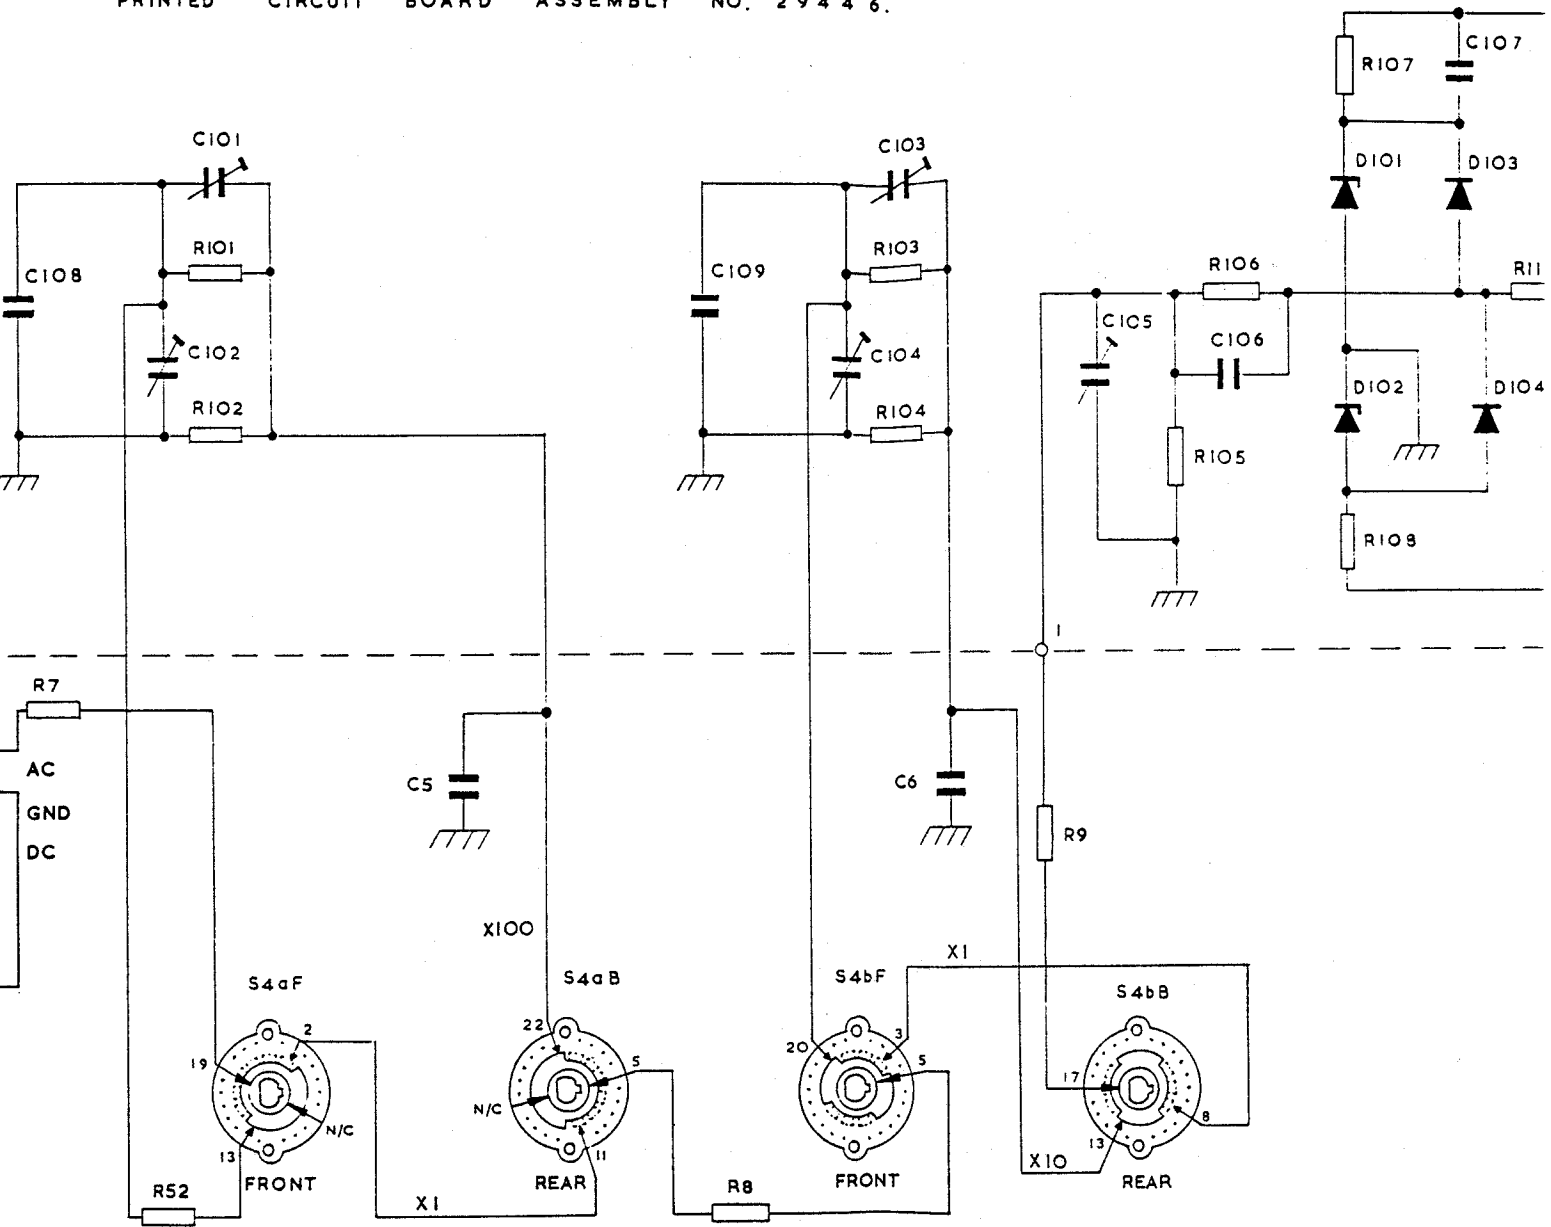 PRINTED CIRCUIT BOARD ASSEMBLY NO. 29446.
C107
R107
C101
C103
D101
D103
R101
R103
C108
C109
R106
R11
C105
C102
C104
C106
R102
R104
D102
D104
R105
R108
1
R7
AC
GND
DC
C5
C6
R9
X100
X1
S4aF
S4aB
S4bF
S4bB
2
22
3
20
5
5
19
17
N/C
N/C
8
13
11
13
X10
FRONT
REAR
FRONT
REAR
R52
X1
R8